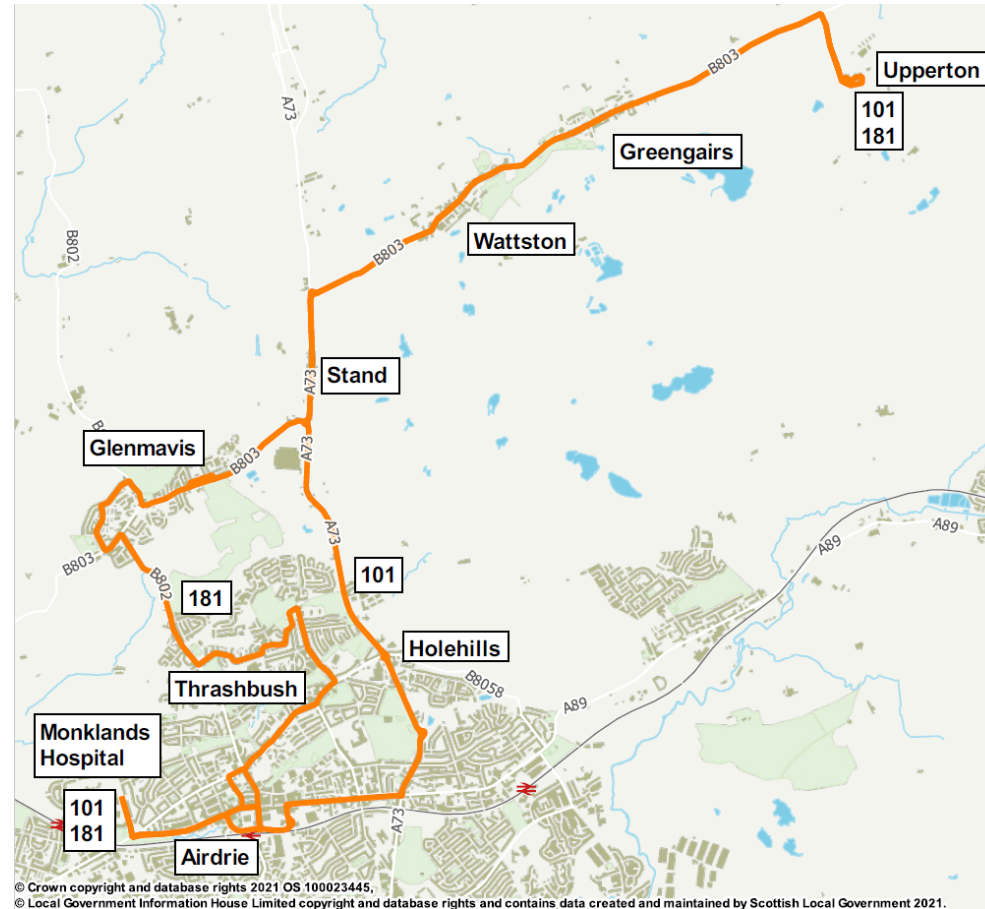 B803
Upperton
A73
101
181
Greengairs
B802
Wattston
B803
Stand
A73
Glenmavis
B803
A73
A73
A89
A89
B803
B802
181
101
Holehills
Thrashbush
B8058
A89
Monklands
Hospital
101
181
A73
Airdrie
© Crown copyright and database rights 2021 OS 100023445,
© Local Government Information House Limited copyright and database rights and contains data created and maintained by Scottish Local Government 2021.